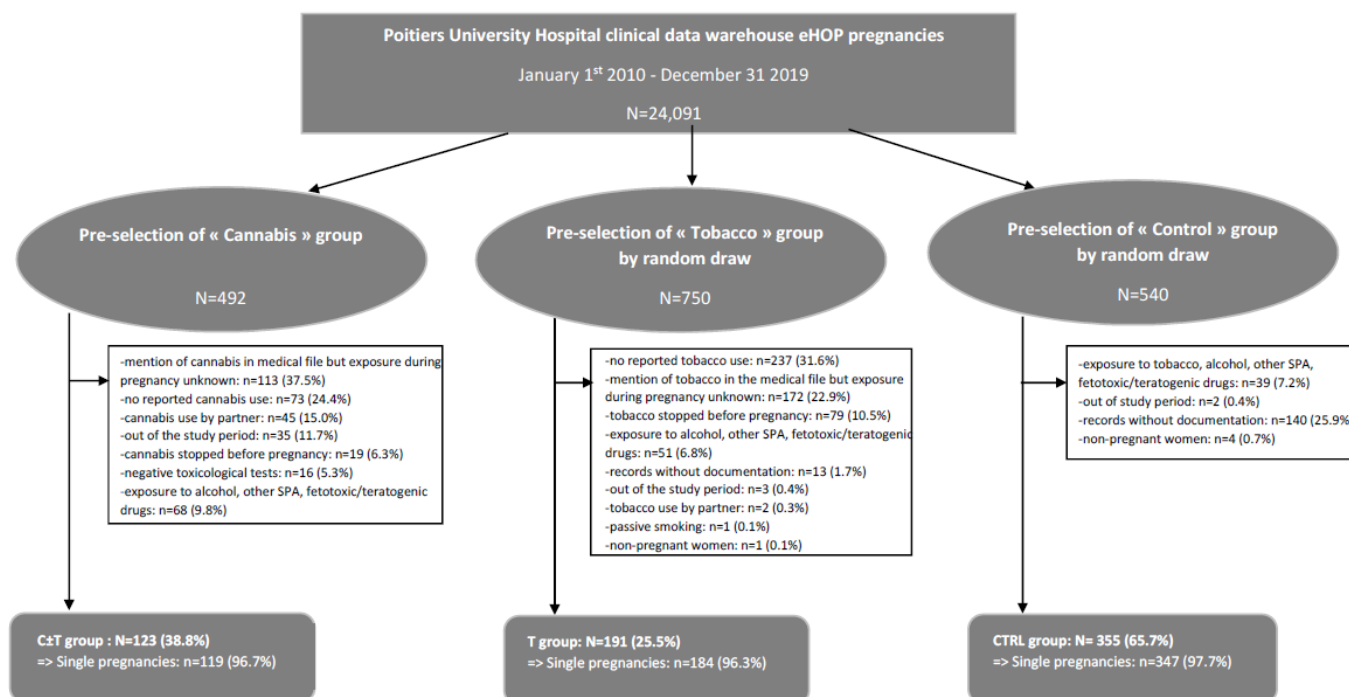 Poitiers University Hospital clinical data warehouse eHOP pregnancies
January 1st 2010 - December 31 2019
N=24,091
Pre-selection of « Cannabis » group
N=492
Pre-selection of « Tobacco » group
by random draw
N=750
Pre-selection of « Control » group
by random draw
N=540
-mention of cannabis in medical file but exposure during
pregnancy unknown: n=113 (37.5%)
-no reported cannabis use: n=73 (24.4%)
-cannabis use by partner: n=45 (15.0%)
-out of the study period: n=35 (11.7%)
-cannabis stopped before pregnancy: n=19 (6.3%)
-negative toxicological tests: n=16 (5.3%)
-exposure to alcohol, other SPA, fetotoxic/teratogenic
drugs: n=68 (9.8%)
-no reported tobacco use: n=237 (31.6%)
-mention of tobacco in the medical file but exposure
during pregnancy unknown: n=172 (22.9%)
-tobacco stopped before pregnancy: n=79 (10.5%)
-exposure to alcohol, other SPA, fetotoxic/teratogenic
drugs: n=51 (6.8%)
-records without documentation: n=13 (1.7%)
-out of the study period: n=3 (0.4%)
-tobacco use by partner: n=2 (0.3%)
-passive smoking: n=1 (0.1%)
-non-pregnant women: n=1 (0.1%)
-exposure to tobacco, alcohol, other SPA,
fetotoxic/teratogenic drugs: n=39 (7.2%)
-out of study period: n=2 (0.4%)
-records without documentation: n=140 (25.9%
-non-pregnant women: n=4 (0.7%)
C±T group : N=123 (38.8%)
=> Single pregnancies: n=119 (96.7%)
T group: N=191 (25.5%)
=> Single pregnancies: n=184 (96.3%)
CTRL group: N= 355 (65.7%)
=> Single pregnancies: n=347 (97.7%)